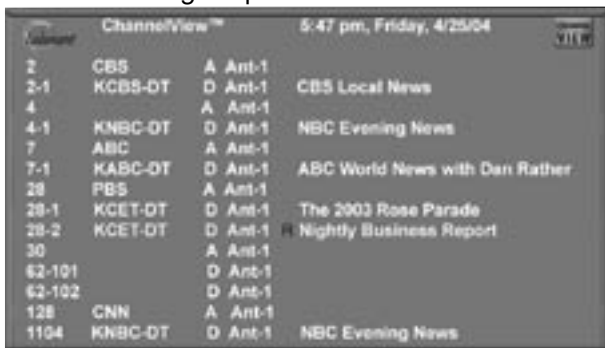 ChannelView™ 5:47 pm, Friday, 4/25/04
VIEW
2 CBS A Ant-1
2-1 KCBS-DT D Ant-1 CBS Local News
4 A Ant-1
4-1 KNBC-DT D Ant-1 NBC Evening News
7 ABC A Ant-1
7-1 KABC-DT D Ant-1 ABC World News with Dan Rather
28 PBS A Ant-1
28-1 KCET-DT D Ant-1 The 2003 Rose Parade
28-2 KCET-DT D Ant-1 R Nightly Business Report
30 A Ant-1
62-101 D Ant-1
62-102 D Ant-1
128 CNN A Ant-1
1104 KNBC-DT D Ant-1 NBC Evening News